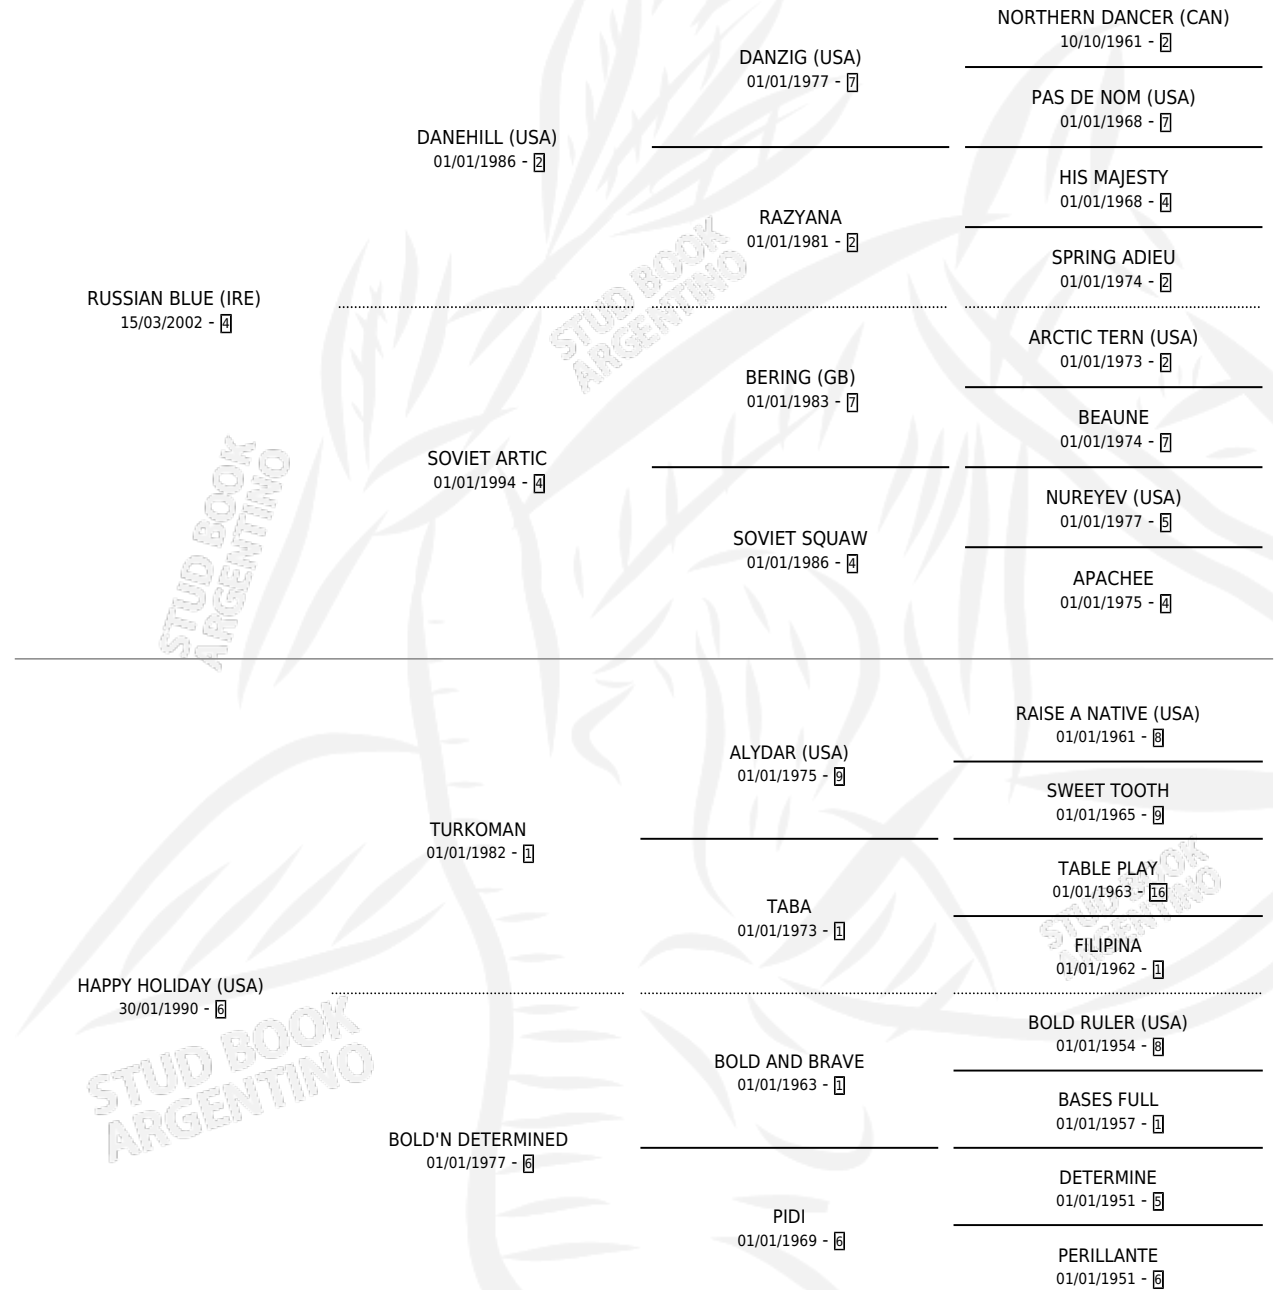 NORTHERN DANCER (CAN)
10/10/1961 - 2
DANZIG (USA)
01/01/1977 - 7
PAS DE NOM (USA)
01/01/1968 - 7
DANEHILL (USA)
01/01/1986 - 2
HIS MAJESTY
01/01/1968 - 4
RAZYANA
01/01/1981 - 2
SPRING ADIEU
01/01/1974 - 2
RUSSIAN BLUE (IRE)
15/03/2002 - 4
ARCTIC TERN (USA)
01/01/1973 - 2
BERING (GB)
01/01/1983 - 7
BEAUNE
01/01/1974 - 7
SOVIET ARTIC
01/01/1994 - 4
NUREYEV (USA)
01/01/1977 - 5
SOVIET SQUAW
01/01/1986 - 4
APACHEE
01/01/1975 - 4
RAISE A NATIVE (USA)
01/01/1961 - 8
ALYDAR (USA)
01/01/1975 - 9
SWEET TOOTH
01/01/1965 - 9
TURKOMAN
01/01/1982 - 1
TABLE PLAY
01/01/1963 - 16
TABA
01/01/1973 - 1
FILIPINA
01/01/1962 - 1
HAPPY HOLIDAY (USA)
30/01/1990 - 6
BOLD RULER (USA)
01/01/1954 - 8
BOLD AND BRAVE
01/01/1963 - 1
BASES FULL
01/01/1957 - 1
BOLD'N DETERMINED
01/01/1977 - 6
DETERMINE
01/01/1951 - 5
PIDI
01/01/1969 - 6
PERILLANTE
01/01/1951 - 6
STUD BOOK
ARGENTINO
STUD BOOK
ARGENTINO
STUD BOOK
ARGENTINO
STUD BOOK
ARGENTINO